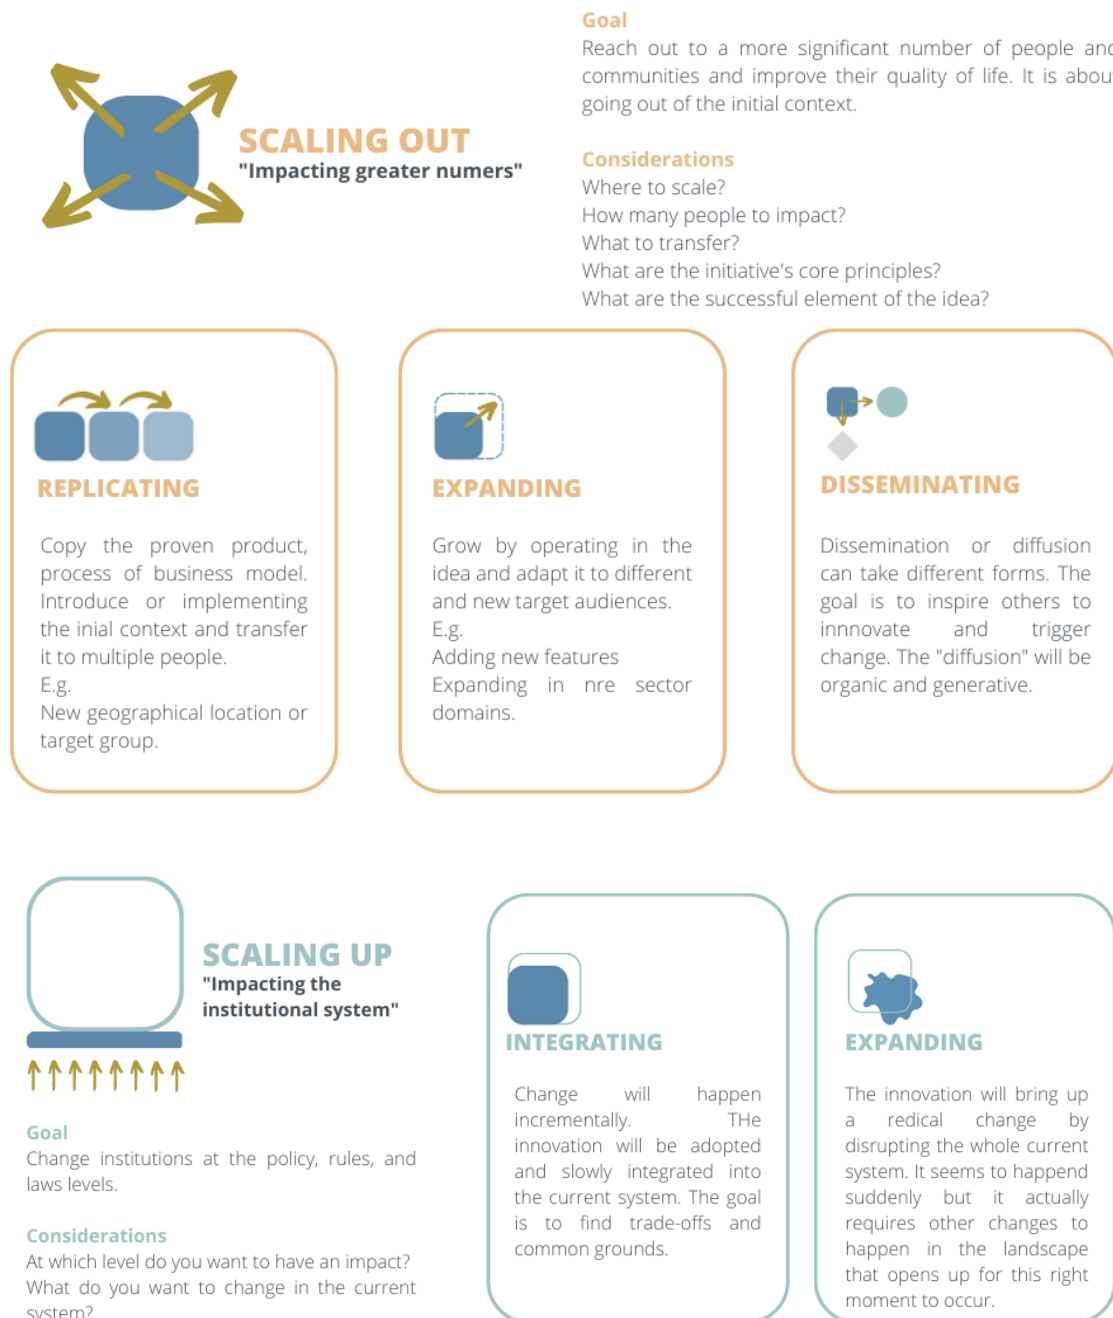 Goal
Reach out to a more significant number of people and
communities and improve their quality of life. It is about
going out of the initial context.
SCALING OUT
"Impacting greater numers"
Considerations
Where to scale?
How many people to impact?
What to transfer?
What are the initiative's core principles?
What are the successful element of the idea?
REPLICATING
Copy the proven product,
process of business model.
Introduce or implementing
the inial context and transfer
it to multiple people.
E.g.
New geographical location or
target group.
EXPANDING
Grow by operating in the
idea and adapt it to different
and new target audiences.
E.g.
Adding new features
Expanding in nre sector
domains.
DISSEMINATING
Dissemination or diffusion
can take different forms. The
goal is to inspire others to
innnovate and trigger
change. The "diffusion" will be
organic and generative.
SCALING UP
"Impacting the
institutional system"
Goal
Change institutions at the policy, rules, and
laws levels.
Considerations
At which level do you want to have an impact?
What do you want to change in the current
system?
INTEGRATING
Change will happen
incrementally. THe
innovation will be adopted
and slowly integrated into
the current system. The goal
is to find trade-offs and
common grounds.
EXPANDING
The innovation will bring up
a redical change by
disrupting the whole current
system. It seems to happend
suddenly but it actually
requires other changes to
happen in the landscape
that opens up for this right
moment to occur.